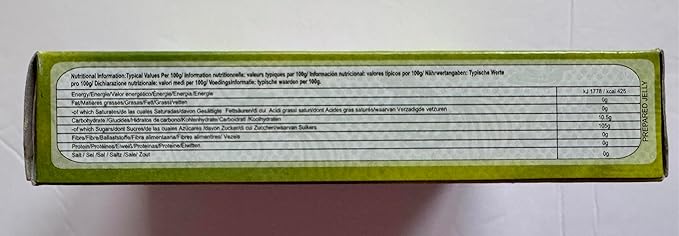 Nutritional Information:Typical Values Per 100g/ Information nutritionnelle; valeurs typiques par 100g/ Información nutricional: valores típicos por 100g/ Nährwertangaben: Typische Werte
pro 100g/ Dichiarazione nutrizionale: valori medi per 100g/ Voedingsinformatie; typische waarden per 100g.
Energy/Energie/Valor energético/Energie/Energia/Energie kJ 1778 / kcal 425
Fat/Matières grasses/Grasas/Fett/Grassi/vetten 0g
-of which Saturates/de las cuales Saturadas/davon Gesättigte Fettsäuren/di cui Acidi grassi saturi/dont Acides gras saturés/waarvan Verzadigde vetzuren 0g
Carbohydrate/Glucides/Hidratos de carbono/Kohlenhydrate/Carboidrati /Koolhydraten 10.5g
-of which Sugars/dont Sucres/de las cuales Azúcares /davon Zucker/di cui Zuccheri/waarvan Suikers 105g
Fibre/Fibre/Ballaststoffe/Fibra alimentaria/Fibres alimentires/ Vezels 0g
Protein/Protéines/Eiweiß/Proteinas/Proteine/Eiwitten 0g
Salt / Sel / Sal / Saltz /Sale/ Zout 0g
PREPARED JELLY